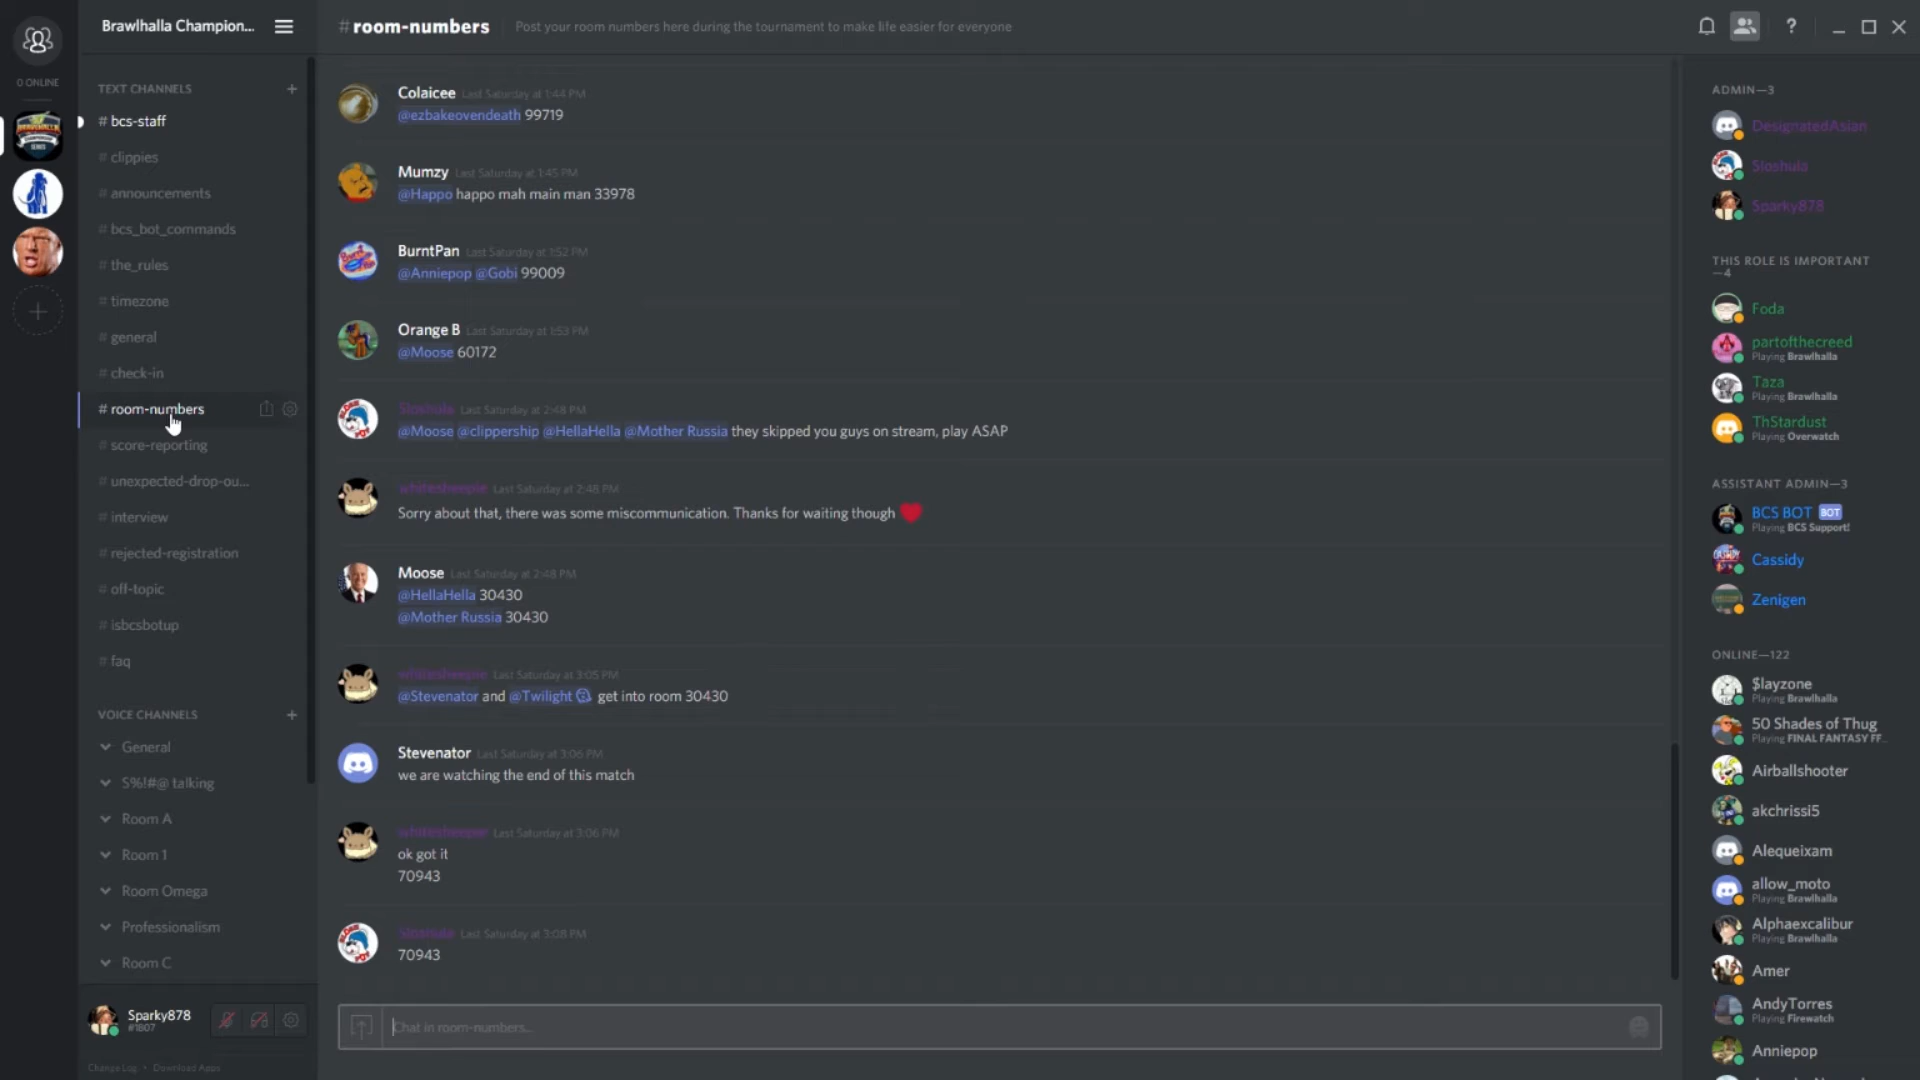 Brawlhalla Champion...
#room-numbers Post your room numbers here during the tournament to make life easier for everyone
0 ONLINE
TEXT CHANNELS
# bcs-staff
# clippies
# announcements
# bcs_bot_commands
# the_rules
# timezone
# general
# check-in
# room-numbers
# score-reporting
# unexpected-drop-ou...
# interview
# rejected-registration
# off-topic
# isbcsbotup
# faq
VOICE CHANNELS
General
S%!#@ talking
Room A
Room 1
Room Omega
Professionalism
Room C
Sparky878
#1807
Change Log • Download Apps
Colaicee Last Saturday at 1:44 PM
@ezbakeovendeath 99719
Mumzy Last Saturday at 1:45 PM
@Happo happo mah main man 33978
BurntPan Last Saturday at 1:52 PM
@Anniepop @Gobi 99009
Orange B Last Saturday at 1:53 PM
@Moose 60172
Sloshula Last Saturday at 2:48 PM
@Moose @clippership @HellaHella @Mother Russia they skipped you guys on stream, play ASAP
whitesheepie Last Saturday at 2:48 PM
Sorry about that, there was some miscommunication. Thanks for waiting though ❤
Moose Last Saturday at 2:48 PM
@HellaHella 30430
@Mother Russia 30430
whitesheepie Last Saturday at 3:05 PM
@Stevenator and @Twilight get into room 30430
Stevenator Last Saturday at 3:06 PM
we are watching the end of this match
whitesheepie Last Saturday at 3:06 PM
ok got it
70943
Sloshula Last Saturday at 3:08 PM
70943
Chat in room-numbers...
ADMIN—3
DesignatedAsian
Sloshula
Sparky878
THIS ROLE IS IMPORTANT
—4
Foda
partofthecreed
Playing Brawlhalla
Taza
Playing Brawlhalla
ThStardust
Playing Overwatch
ASSISTANT ADMIN—3
BCS BOT BOT
Playing BCS Support!
Cassidy
Zenigen
ONLINE—122
$layzone
Playing Brawlhalla
50 Shades of Thug
Playing FINAL FANTASY FF...
Airballshooter
akchrissi5
Alequeixam
allow_moto
Playing Brawlhalla
Alphaexcalibur
Playing Brawlhalla
Amer
AndyTorres
Playing Firewatch
Anniepop